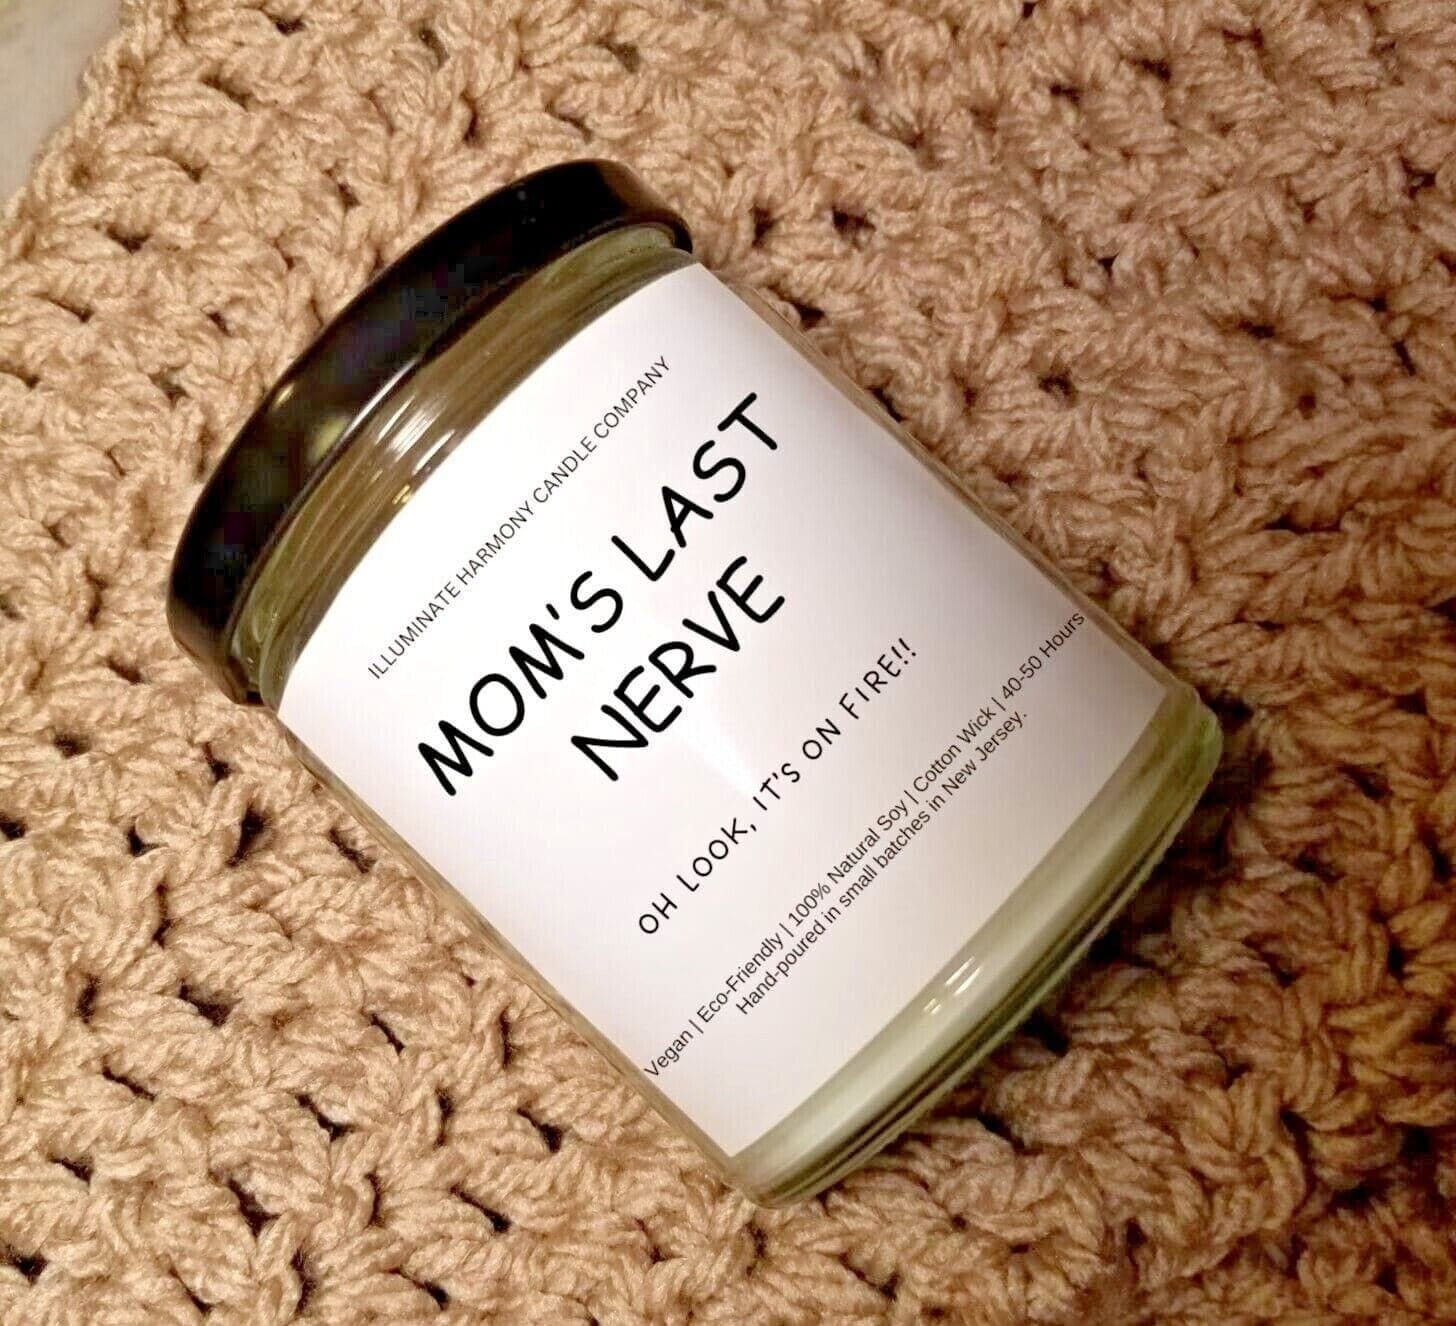 ILLUMINATE HARMONY CANDLE COMPANY
MOM'S LAST
NERVE
OH LOOK, IT'S ON FIRE!!
Vegan | Eco-Friendly | 100% Natural Soy | Cotton Wick | 40-50 Hours
Hand-poured in small batches in New Jersey.